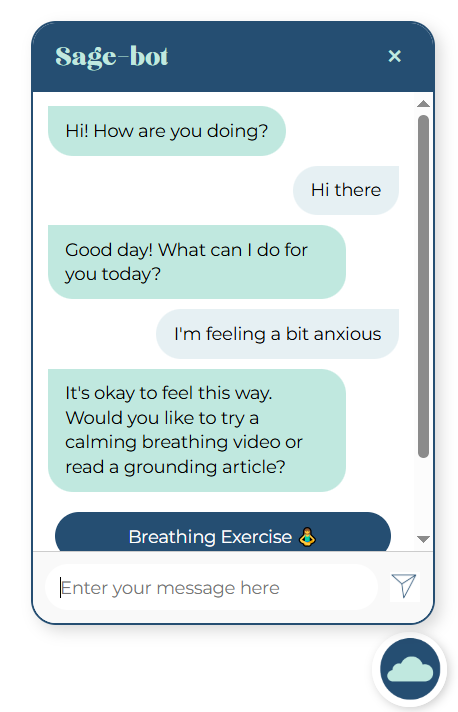 Sage-bot
Hi! How are you doing?
Hi there
Good day! What can I do for
you today?
I'm feeling a bit anxious
It's okay to feel this way.
Would you like to try a
calming breathing video or
read a grounding article?
Breathing Exercise 🧘
Enter your message here